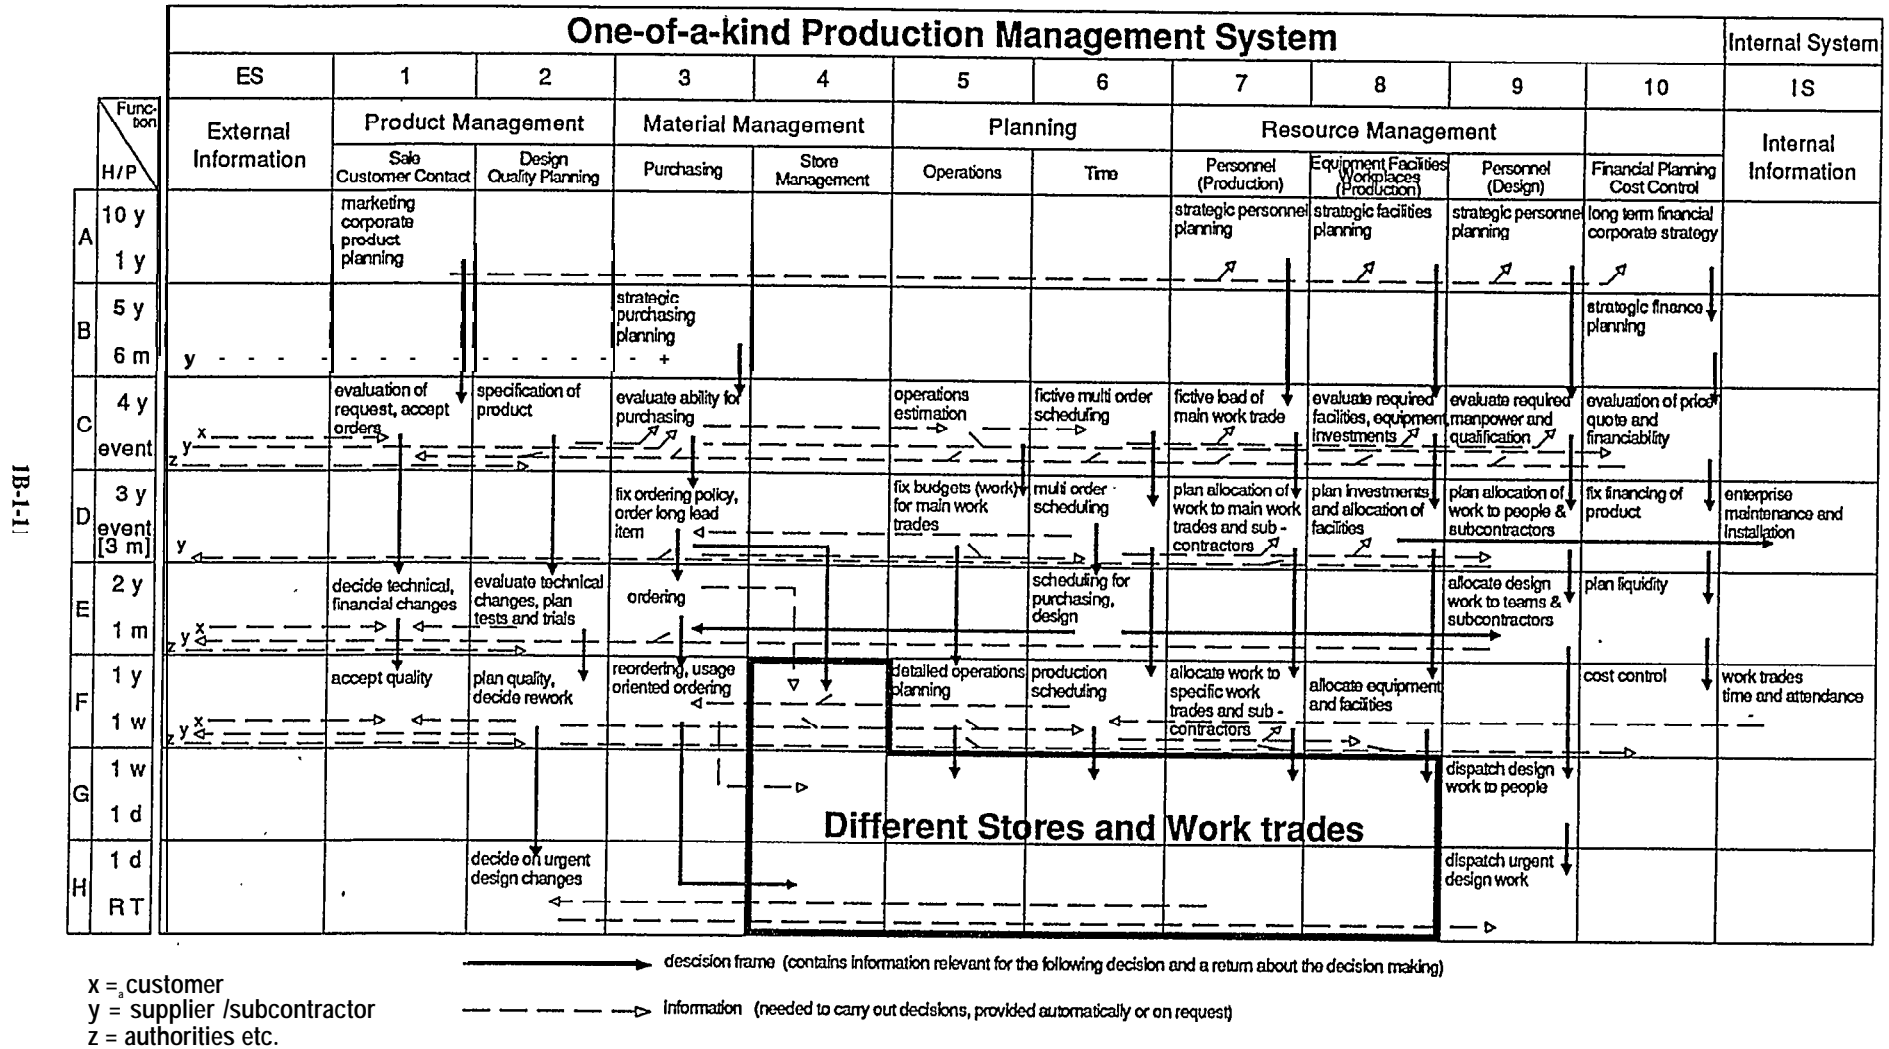 One-of-a-kind Production Management System
Internal System
ES
1
2
3
4
5
6
7
8
9
10
IS
Func-
tion
H/P
External
Information
Product Management
Material Management
Planning
Resource Management
Internal
Information
Sale
Customer Contact
Design
Quality Planning
Purchasing
Store
Management
Operations
Time
Personnel
(Production)
Equipment Facilities
Workplaces
(Production)
Personnel
(Design)
Financial Planning
Cost Control
A
10 y
1 y
marketing
corporate
product
planning
strategic personnel
planning
strategic facilities
planning
strategic personnel
planning
long term financial
corporate strategy
B
5 y
6 m
y
strategic
purchasing
planning
+
strategic finance
planning
C
4 y
event
x
y
z
evaluation of
request, accept
orders
specification of
product
evaluate ability for
purchasing
operations
estimation
fictive multi order
scheduling
fictive load of
main work trade
evaluate required
facilities, equipment
investments
evaluate required
manpower and
qualification
evaluation of price
quote and
financiability
D
3 y
event
[3 m]
y
fix ordering policy,
order long lead
item
fix budgets (work)
for main work
trades
multi order
scheduling
plan allocation of
work to main work
trades and sub -
contractors
plan investments
and allocation of
facilities
plan allocation of
work to people &
subcontractors
fix financing of
product
enterprise
maintenance and
installation
E
2 y
1 m
x
y
z
decide technical,
financial changes
evaluate technical
changes, plan
tests and trials
ordering
scheduling for
purchasing,
design
allocate design
work to teams &
subcontractors
plan liquidity
F
1 y
1 w
x
y
z
accept quality
plan quality,
decide rework
reordering, usage
oriented ordering
detailed operations
planning
production
scheduling
allocate work to
specific work
trades and sub -
contractors
allocate equipment
and facilities
cost control
work trades
time and attendance
G
1 w
1 d
dispatch design
work to people
Different Stores and Work trades
H
1 d
RT
decide on urgent
design changes
dispatch urgent
design work
descision frame (contains information relevant for the following decision and a return about the decision making)
information (needed to carry out decisions, provided automatically or on request)
x = customer
y = supplier /subcontractor
z = authorities etc.